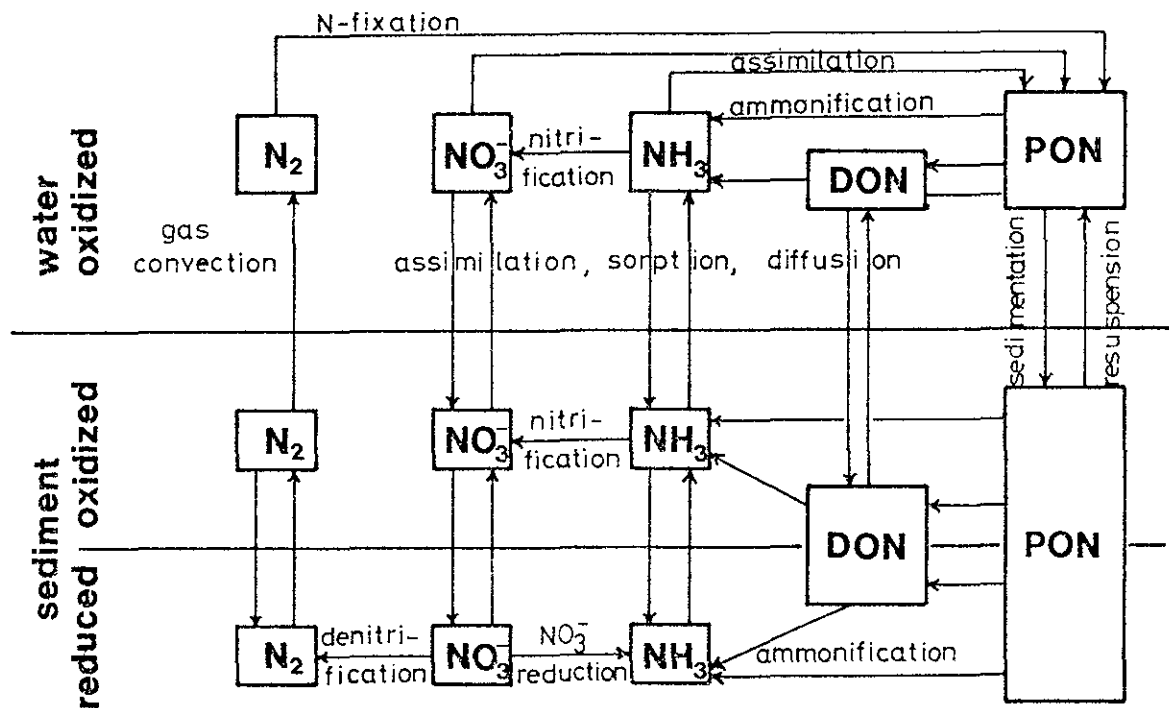 N-fixation
assimilation
ammonification
N₂
NO₃⁻
nitri-
fication
NH₃
DON
PON
water
oxidized
gas
convection
assimilation, sorption, diffusion
sedimentation
resuspension
N₂
NO₃⁻
nitri-
fication
NH₃
sediment
oxidized
reduced
DON
PON
N₂
denitri-
fication
NO₃⁻
NO₃⁻
reduction
NH₃
ammonification